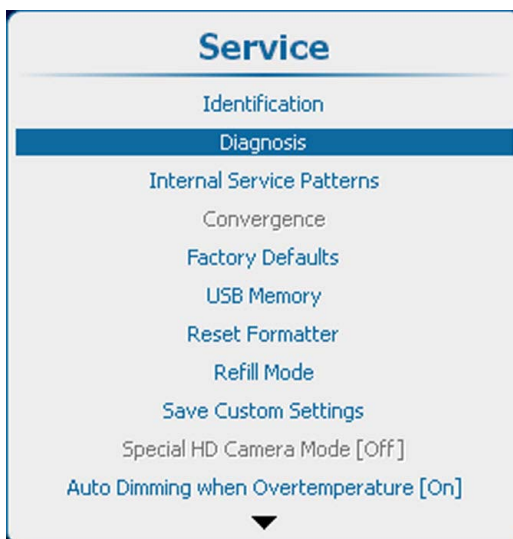 Service
Identification
Diagnosis
Internal Service Patterns
Convergence
Factory Defaults
USB Memory
Reset Formatter
Refill Mode
Save Custom Settings
Special HD Camera Mode [Off]
Auto Dimming when Overtemperature [On]